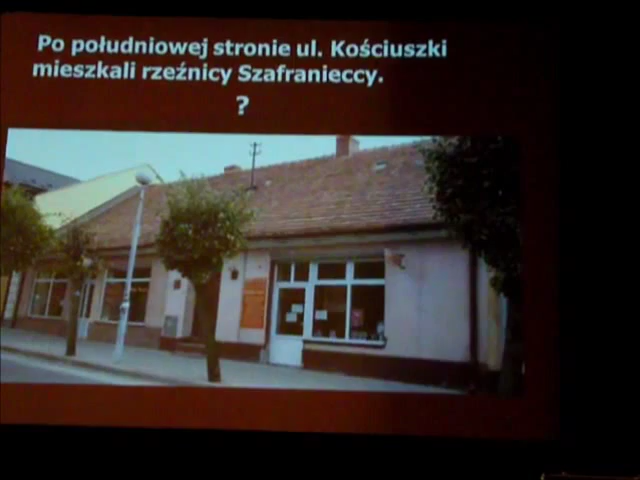 Po południowej stronie ul. Kościuszki
mieszkali rzeźnicy Szafranieccy.
?